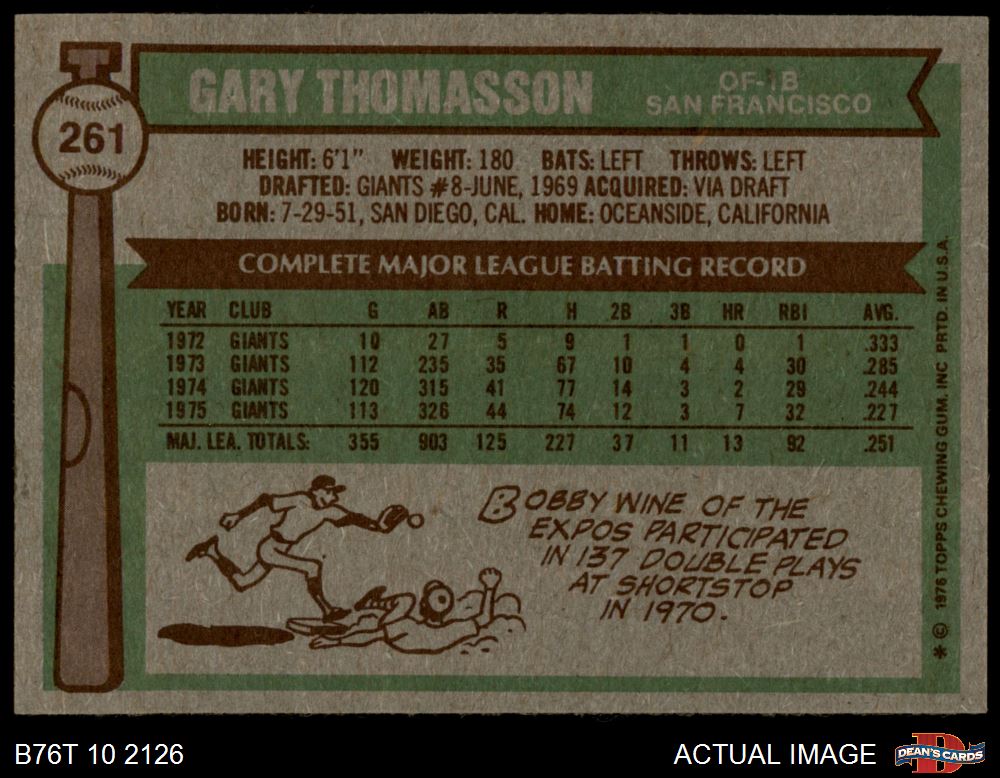 261
GARY THOMASSON
OF-1B
SAN FRANCISCO
HEIGHT: 6'1" WEIGHT: 180 BATS: LEFT THROWS: LEFT
DRAFTED: GIANTS #8-JUNE, 1969 ACQUIRED: VIA DRAFT
BORN: 7-29-51, SAN DIEGO, CAL. HOME: OCEANSIDE, CALIFORNIA
COMPLETE MAJOR LEAGUE BATTING RECORD
YEAR CLUB G AB R H 2B 3B HR RBI AVG.
1972 GIANTS 10 27 5 9 1 1 0 1 .333
1973 GIANTS 112 235 35 67 10 4 4 30 .285
1974 GIANTS 120 315 41 77 14 3 2 29 .244
1975 GIANTS 113 326 44 74 12 3 7 32 .227
MAJ. LEA. TOTALS: 355 903 125 227 37 11 13 92 .251
BOBBY WINE OF THE
EXPOS PARTICIPATED
IN 137 DOUBLE PLAYS
AT SHORTSTOP
IN 1970.
* © 1976 TOPPS CHEWING GUM, INC. PRTD. IN U.S.A.
B76T 10 2126
ACTUAL IMAGE
DEAN'S CARDS